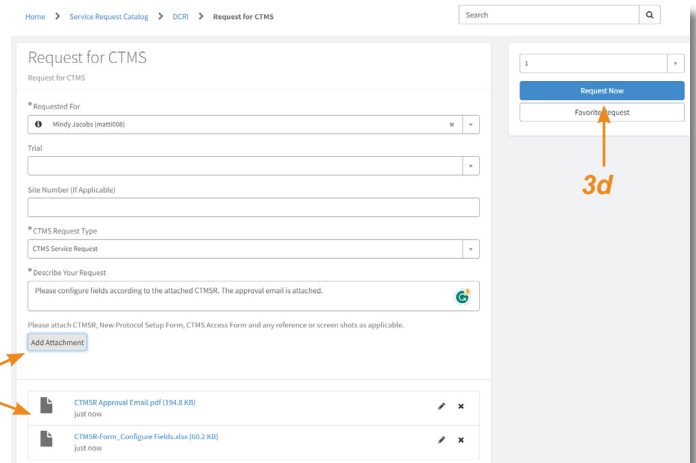 Home > Service Request Catalog > DCRI > Request for CTMS
Search
Request for CTMS
Request for CTMS
*Requested For
Mindy Jacobs (matti008)
Trial
Site Number (If Applicable)
*CTMS Request Type
CTMS Service Request
*Describe Your Request
Please configure fields according to the attached CTMSR. The approval email is attached.
Please attach CTMSR, New Protocol Setup Form, CTMS Access Form and any reference or screen shots as applicable.
Add Attachment
CTMSR Approval Email.pdf (194.8 KB)
just now
CTMSR-Form_Configure Fields.xlsx (60.2 KB)
just now
1
Request Now
Favorite Request
3d